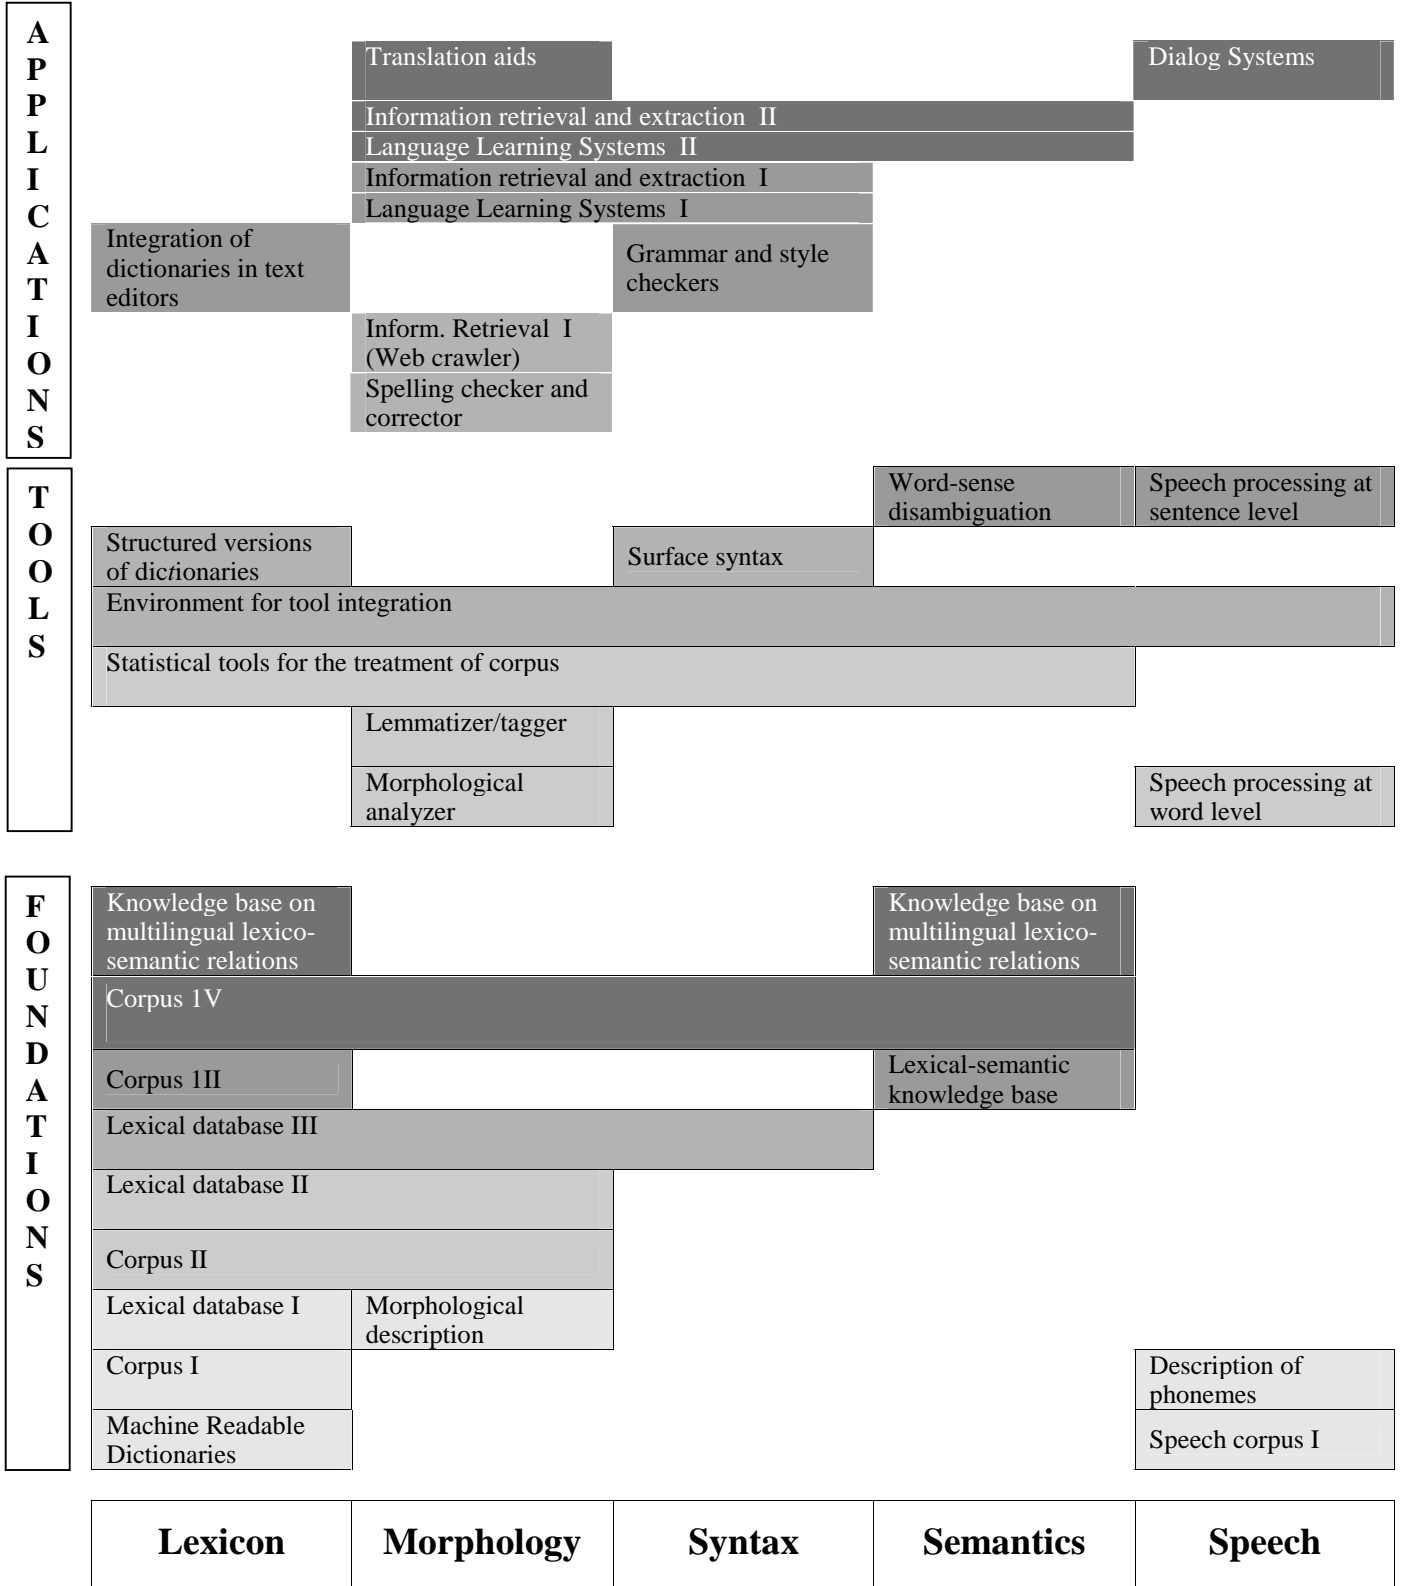 APPLICATIONS
Translation aids
Dialog Systems
Information retrieval and extraction II
Language Learning Systems II
Information retrieval and extraction I
Language Learning Systems I
Integration of
dictionaries in text
editors
Grammar and style
checkers
Inform. Retrieval I
(Web crawler)
Spelling checker and
corrector
TOOLS
Word-sense
disambiguation
Speech processing at
sentence level
Structured versions
of dictionaries
Surface syntax
Environment for tool integration
Statistical tools for the treatment of corpus
Lemmatizer/tagger
Morphological
analyzer
Speech processing at
word level
FOUNDATIONS
Knowledge base on
multilingual lexico-
semantic relations
Knowledge base on
multilingual lexico-
semantic relations
Corpus 1V
Corpus 1II
Lexical-semantic
knowledge base
Lexical database III
Lexical database II
Corpus II
Lexical database I
Morphological
description
Corpus I
Description of
phonemes
Machine Readable
Dictionaries
Speech corpus I
Lexicon
Morphology
Syntax
Semantics
Speech